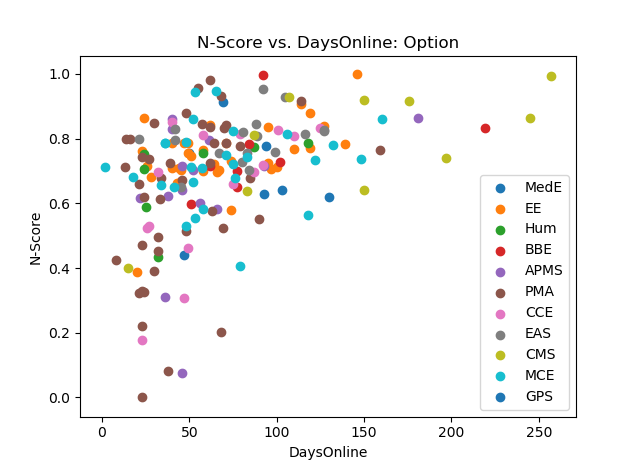 N-Score vs. DaysOnline: Option
1.0
0.8
0.6
0.4
0.2
0.0
N-Score
0
50
100
150
200
250
DaysOnline
MedE
EE
Hum
BBE
APMS
PMA
CCE
EAS
CMS
MCE
GPS